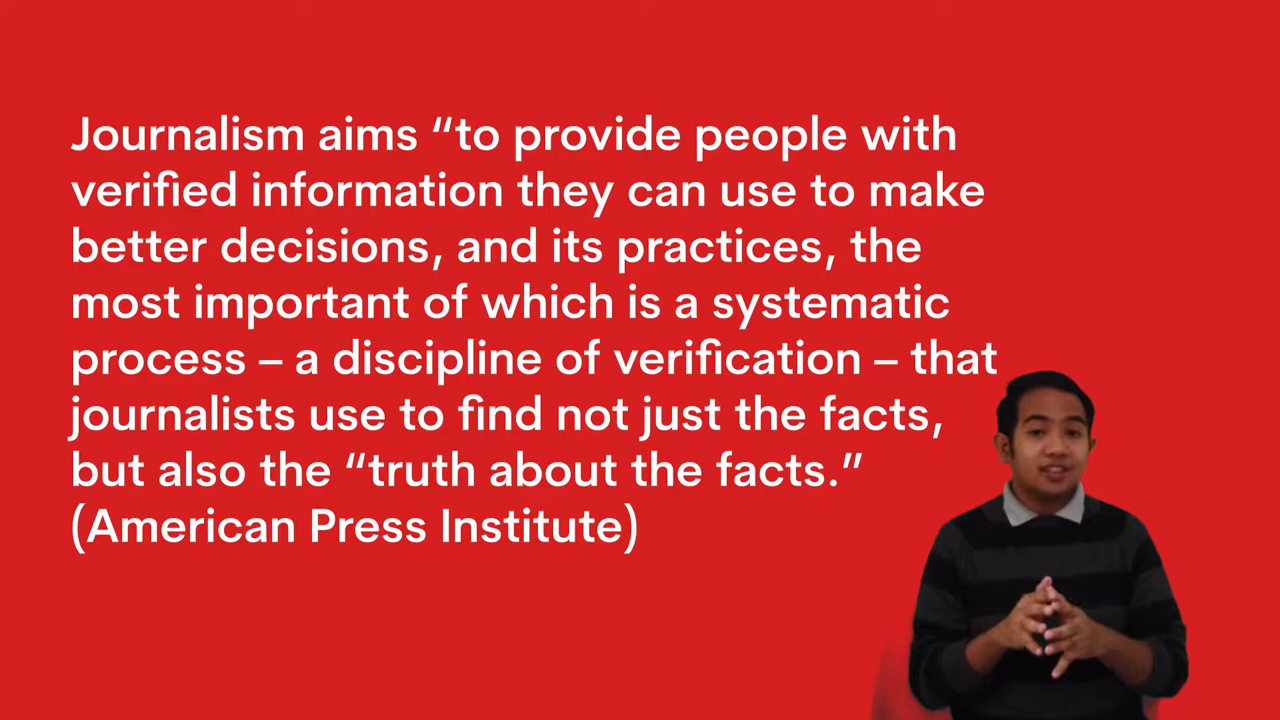 Journalism aims “to provide people with
verified information they can use to make
better decisions, and its practices, the
most important of which is a systematic
process – a discipline of verification – that
journalists use to find not just the facts,
but also the “truth about the facts.”
(American Press Institute)